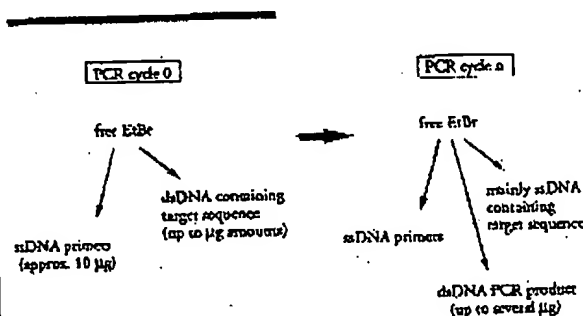 PCR cycle 0
free EtBr
dsDNA containing
target sequence
(up to µg amounts)
ssDNA primers
(approx. 10 µg)
PCR cycle n
free EtBr
mainly ssDNA
containing
target sequence
ssDNA primers
dsDNA PCR product
(up to several µg)